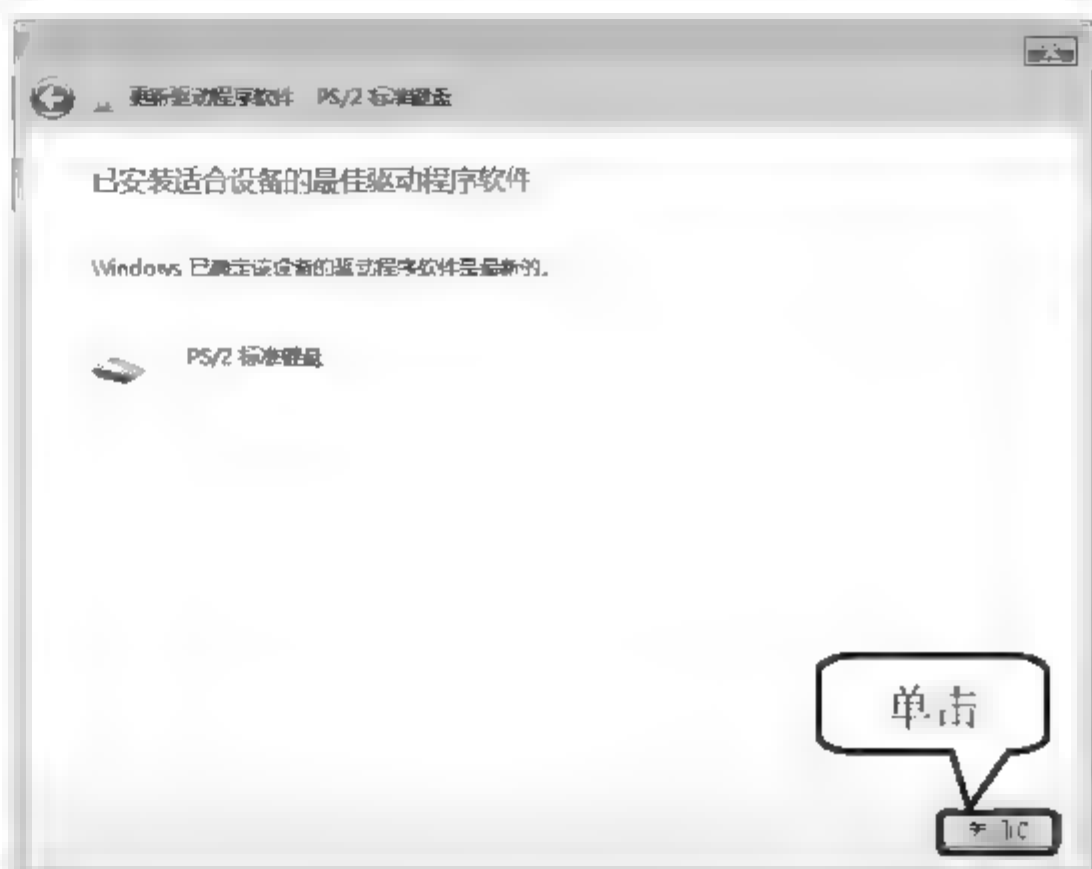 更新驱动程序软件 PS/2 标准键盘
已安装适合设备的最佳驱动程序软件
Windows 已确定该设备的驱动程序软件是最新的。
PS/2 标准键盘
单击